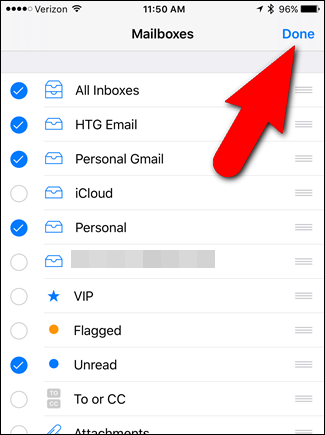 Verizon 11:50 AM 96%
Mailboxes Done
All Inboxes
HTG Email
Personal Gmail
iCloud
Personal
VIP
Flagged
Unread
TO CC To or CC
Attachments